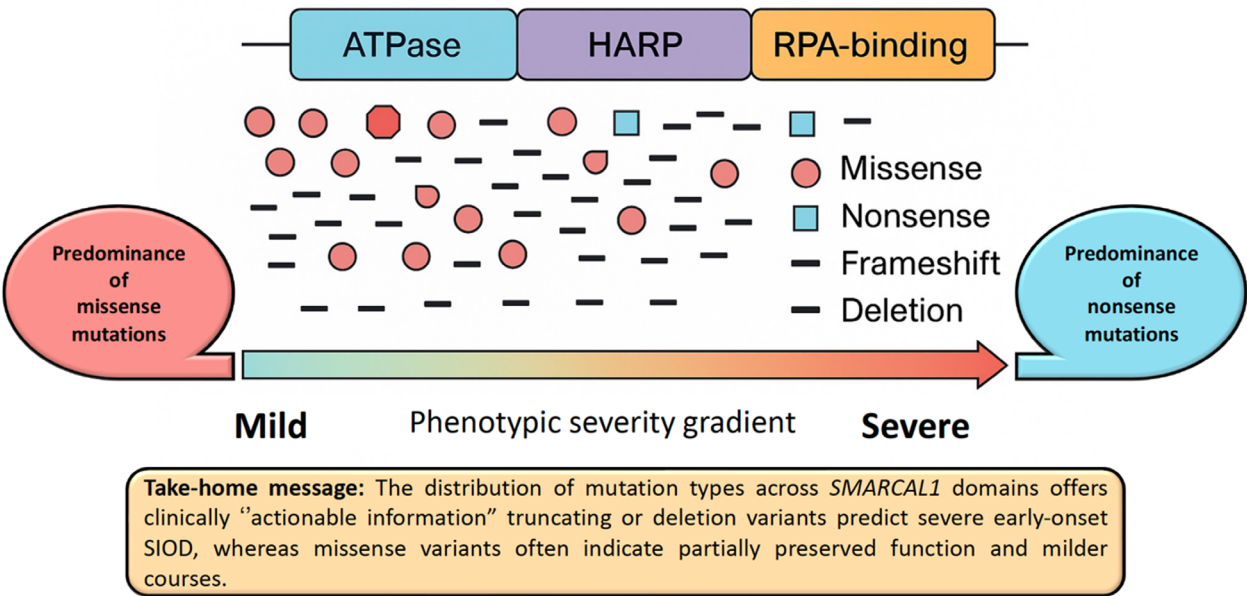 ATPase HARP RPA-binding
Missense
Nonsense
Frameshift
Deletion
Predominance
of
missense
mutations
Predominance
of
nonsense
mutations
Mild Phenotypic severity gradient Severe
Take-home message: The distribution of mutation types across SMARCAL1 domains offers
clinically ‘’actionable information” truncating or deletion variants predict severe early-onset
SIOD, whereas missense variants often indicate partially preserved function and milder
courses.